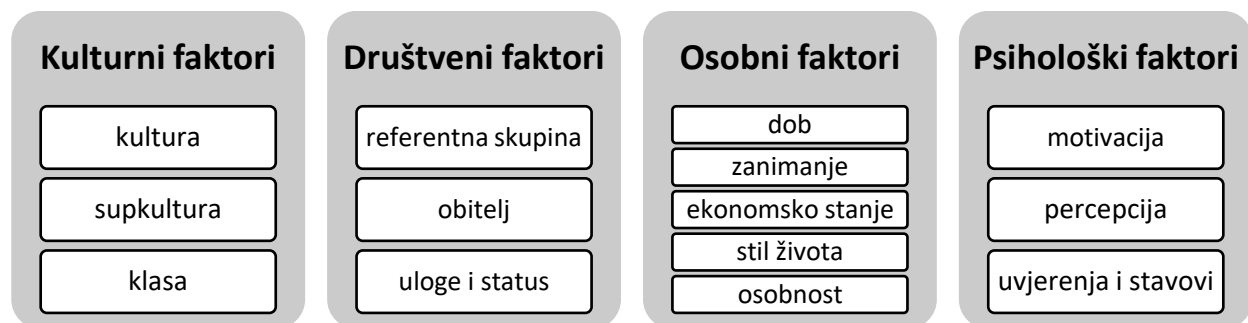 Kulturni faktori
kultura
supkultura
klasa
Društveni faktori
referentna skupina
obitelj
uloge i status
Osobni faktori
dob
zanimanje
ekonomsko stanje
stil života
osobnost
Psihološki faktori
motivacija
percepcija
uvjerenja i stavovi